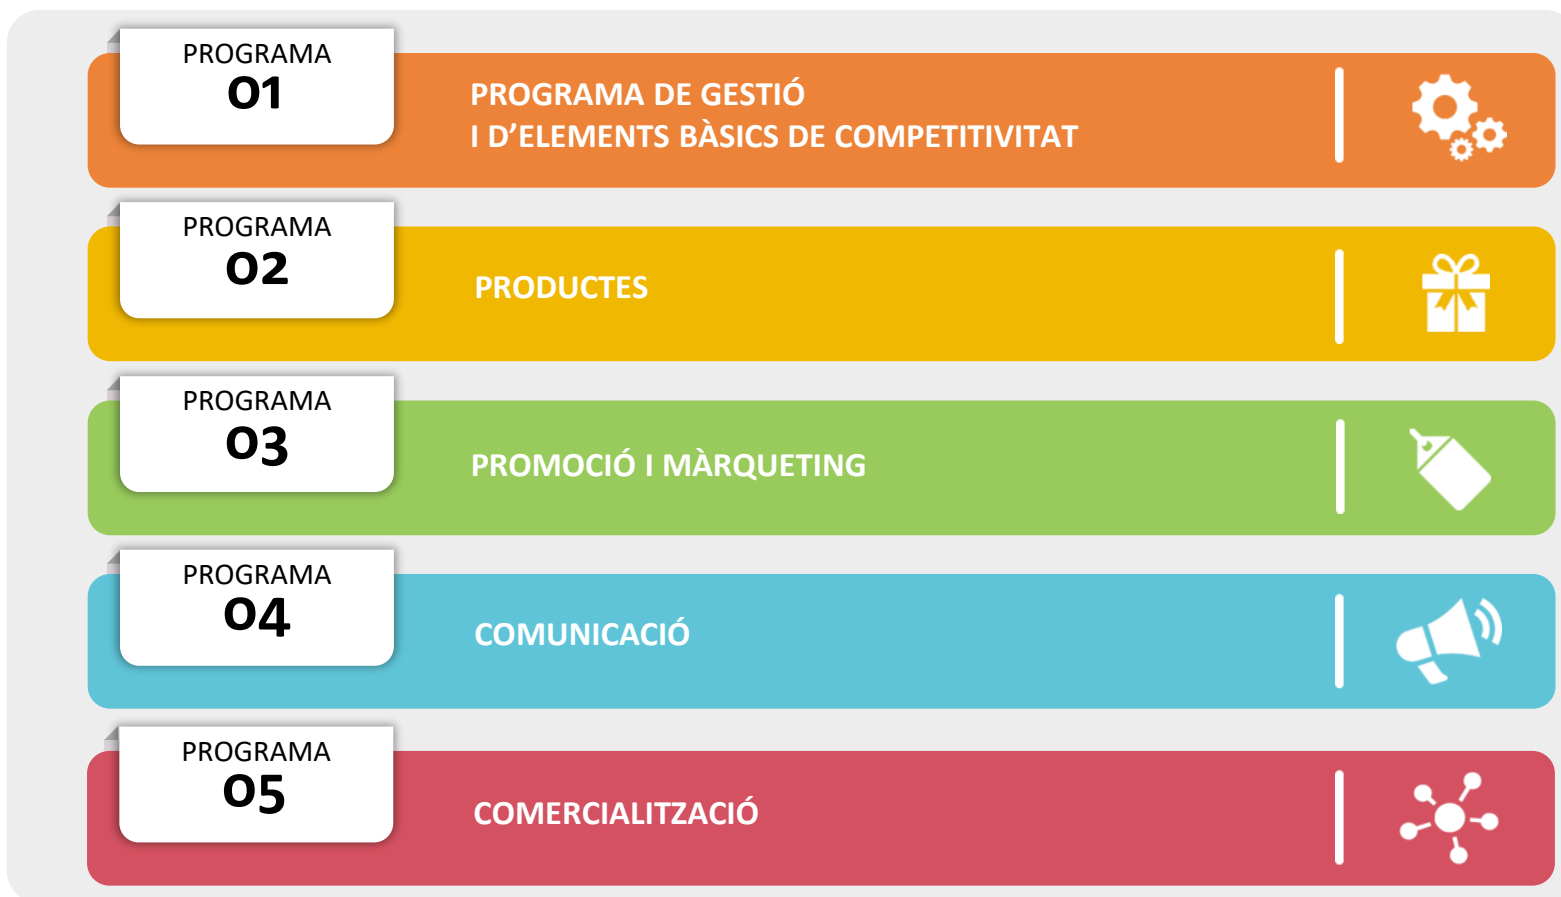 PROGRAMA
01
PROGRAMA DE GESTIÓ
I D’ELEMENTS BÀSICS DE COMPETITIVITAT
PROGRAMA
02
PRODUCTES
PROGRAMA
03
PROMOCIÓ I MÀRQUETING
PROGRAMA
04
COMUNICACIÓ
PROGRAMA
05
COMERCIALITZACIÓ